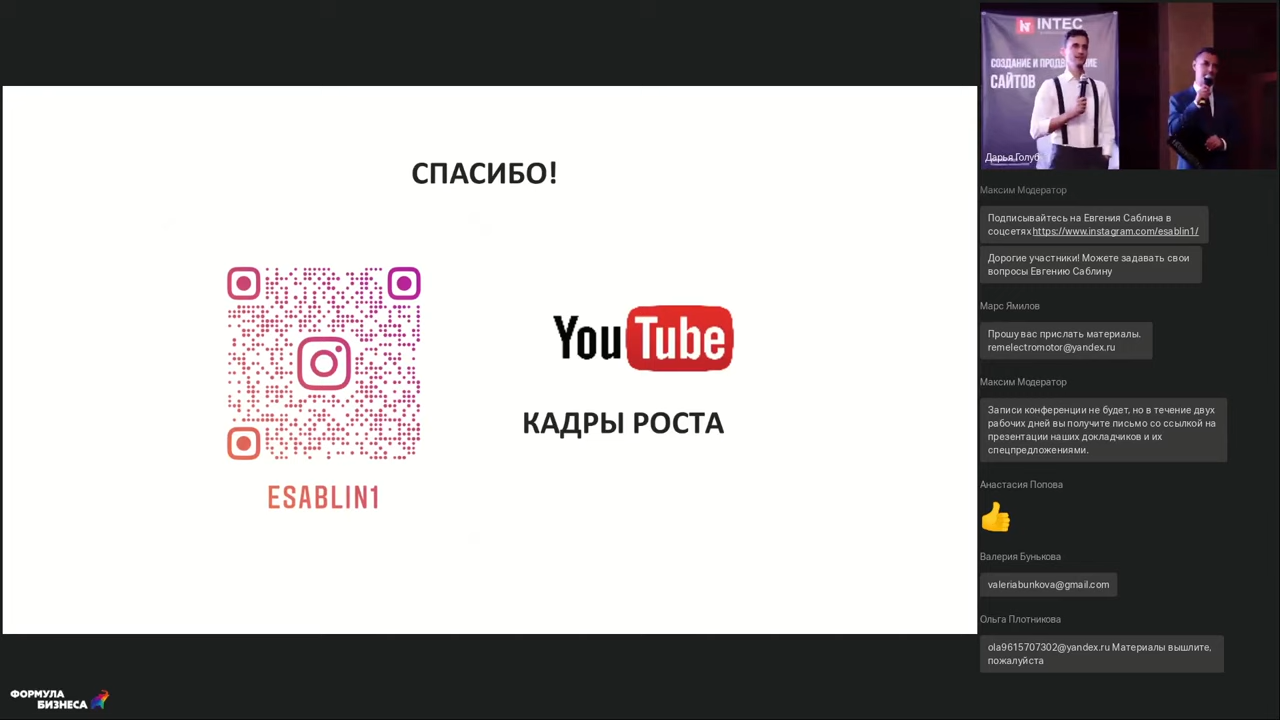 СПАСИБО!
ESABLIN1
YouTube
КАДРЫ РОСТА
ФОРМУЛА
БИЗНЕСА
INTEC
СОЗДАНИЕ И ПРОДВ ЕНИЕ
САЙТОВ
Дарья Голуб
Максим Модератор
Подписывайтесь на Евгения Саблина в
соцсетях https://www.instagram.com/esablin1/
Дорогие участники! Можете задавать свои
вопросы Евгению Саблину
Марс Ямилов
Прошу вас прислать материалы.
remelectromotor@yandex.ru
Максим Модератор
Записи конференции не будет, но в течение двух
рабочих дней вы получите письмо со ссылкой на
презентации наших докладчиков и их
спецпредложениями.
Анастасия Попова
Валерия Бунькова
valeriabunkova@gmail.com
Ольга Плотникова
ola9615707302@yandex.ru Материалы вышлите,
пожалуйста